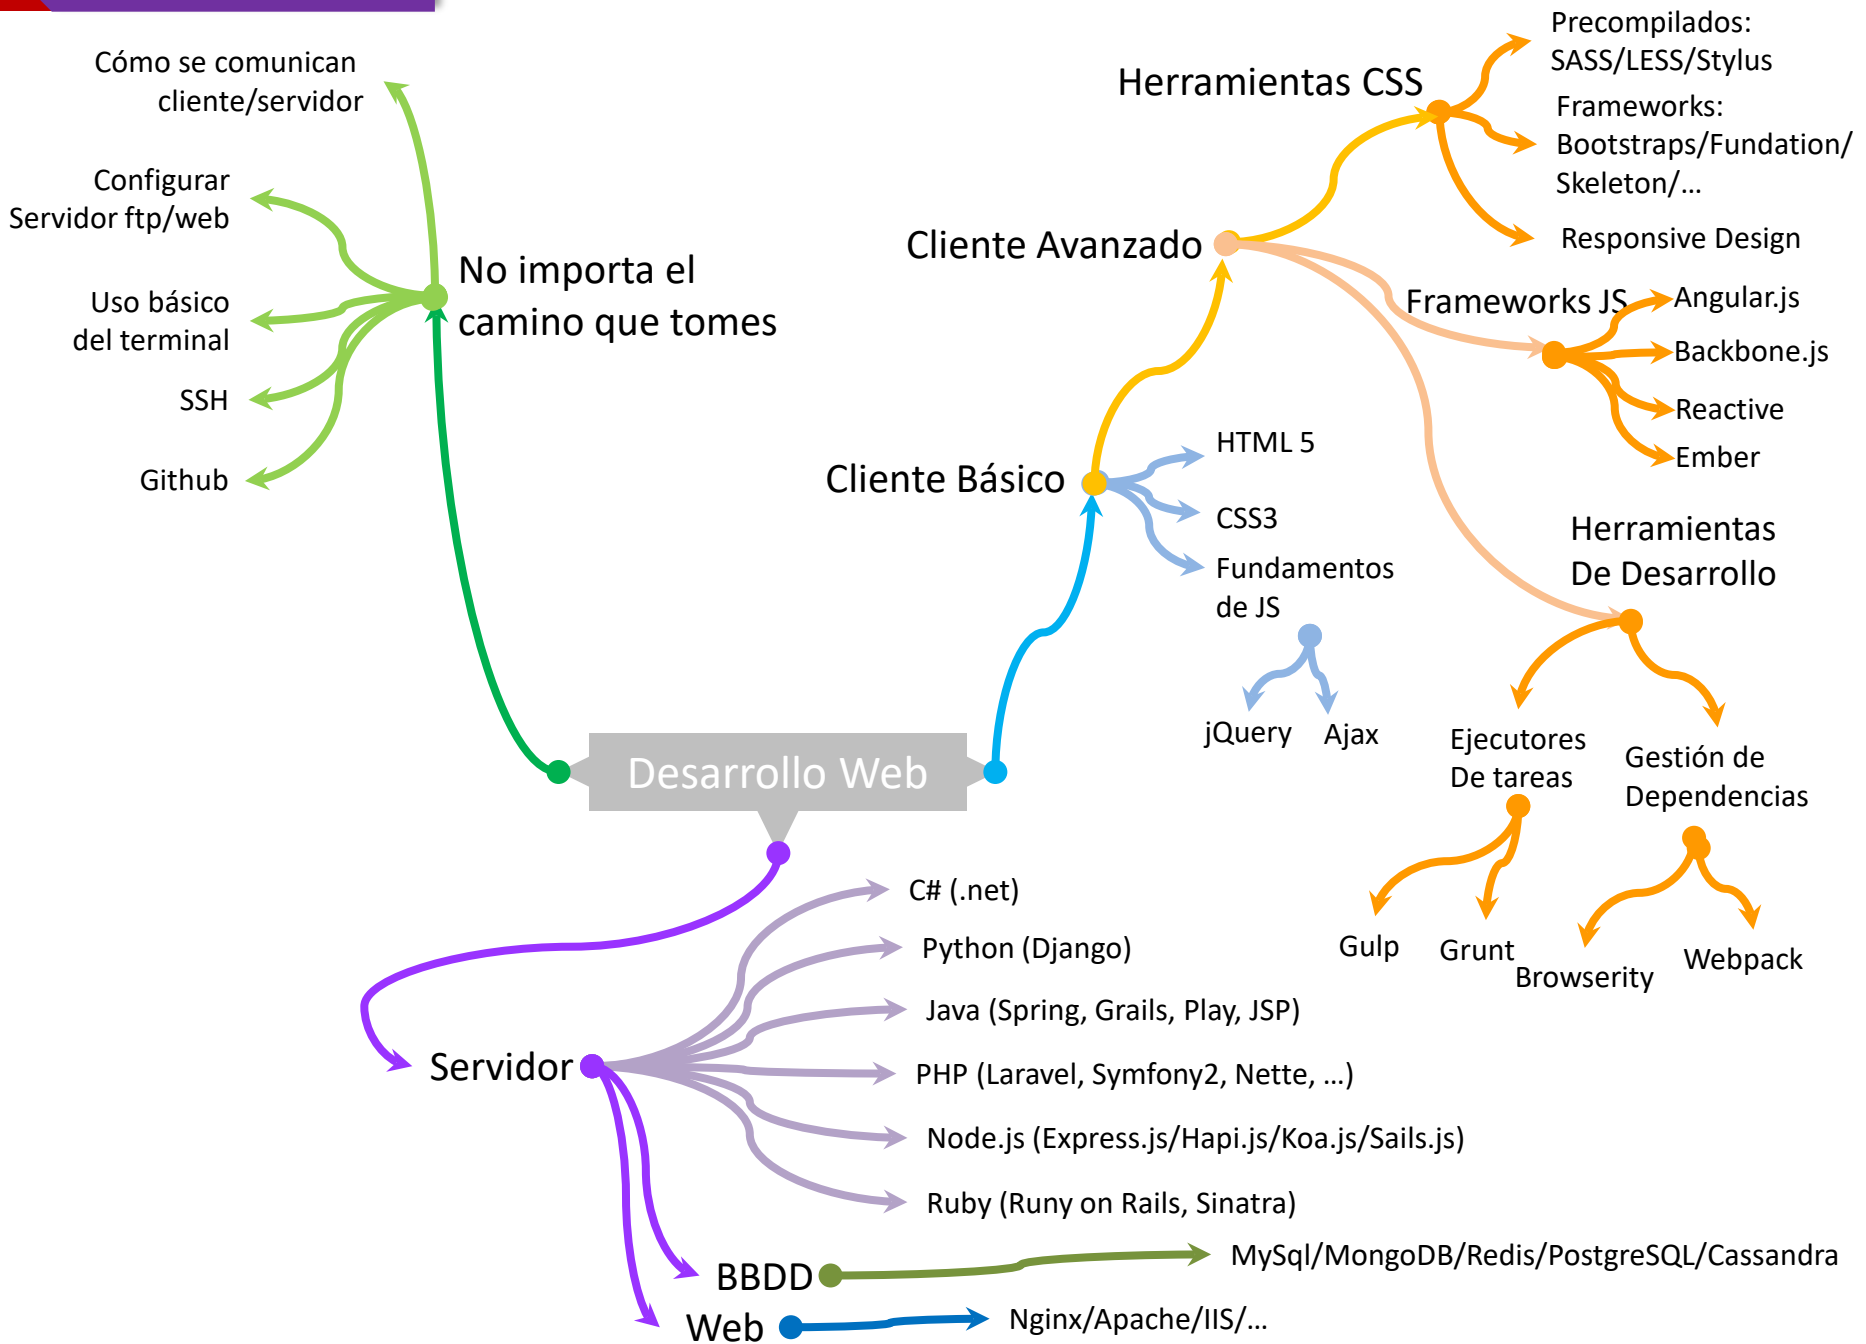 Cómo se comunican
cliente/servidor
Configurar
Servidor ftp/web
Uso básico
del terminal
SSH
Github
No importa el
camino que tomes
Desarrollo Web
Cliente Básico
HTML 5
CSS3
Fundamentos
de JS
jQuery
Ajax
Cliente Avanzado
Herramientas CSS
Precompilados:
SASS/LESS/Stylus
Frameworks:
Bootstraps/Fundation/
Skeleton/...
Responsive Design
Frameworks JS
Angular.js
Backbone.js
Reactive
Ember
Herramientas
De Desarrollo
Ejecutores
De tareas
Gulp
Grunt
Gestión de
Dependencias
Browserity
Webpack
Servidor
C# (.net)
Python (Django)
Java (Spring, Grails, Play, JSP)
PHP (Laravel, Symfony2, Nette, ...)
Node.js (Express.js/Hapi.js/Koa.js/Sails.js)
Ruby (Runy on Rails, Sinatra)
BBDD
MySql/MongoDB/Redis/PostgreSQL/Cassandra
Web
Nginx/Apache/IIS/...